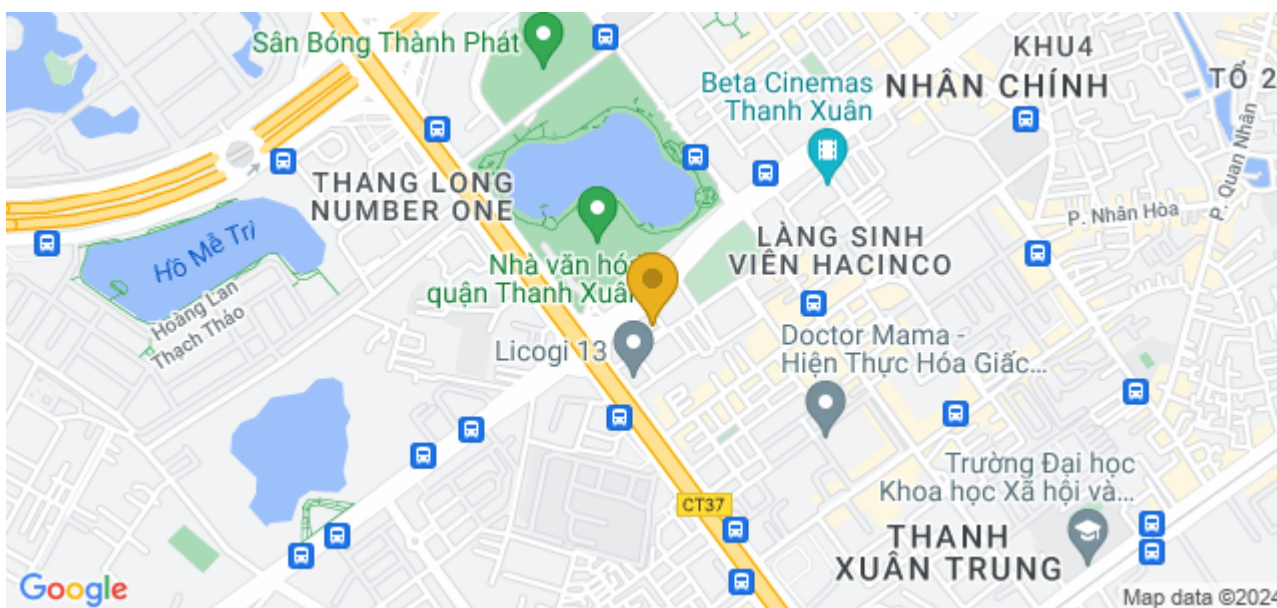 Sân Bóng Thành Phát
KHU4
Beta Cinemas
Thanh Xuân
NHÂN CHÍNH
TỔ 2
P. Quan Nhân
THANG LONG
NUMBER ONE
P. Nhân Hòa
Hồ Mễ Trì
LÀNG SINH
VIÊN HACINCO
Nhà văn hó
quận Thanh Xuâ
Hoàng Lan
Thạch Thảo
Licogi 13
Doctor Mama -
Hiện Thực Hóa Giấc...
Trường Đại học
Khoa học Xã hội và...
CT37
THANH
XUÂN TRUNG
Google
Map data ©2024